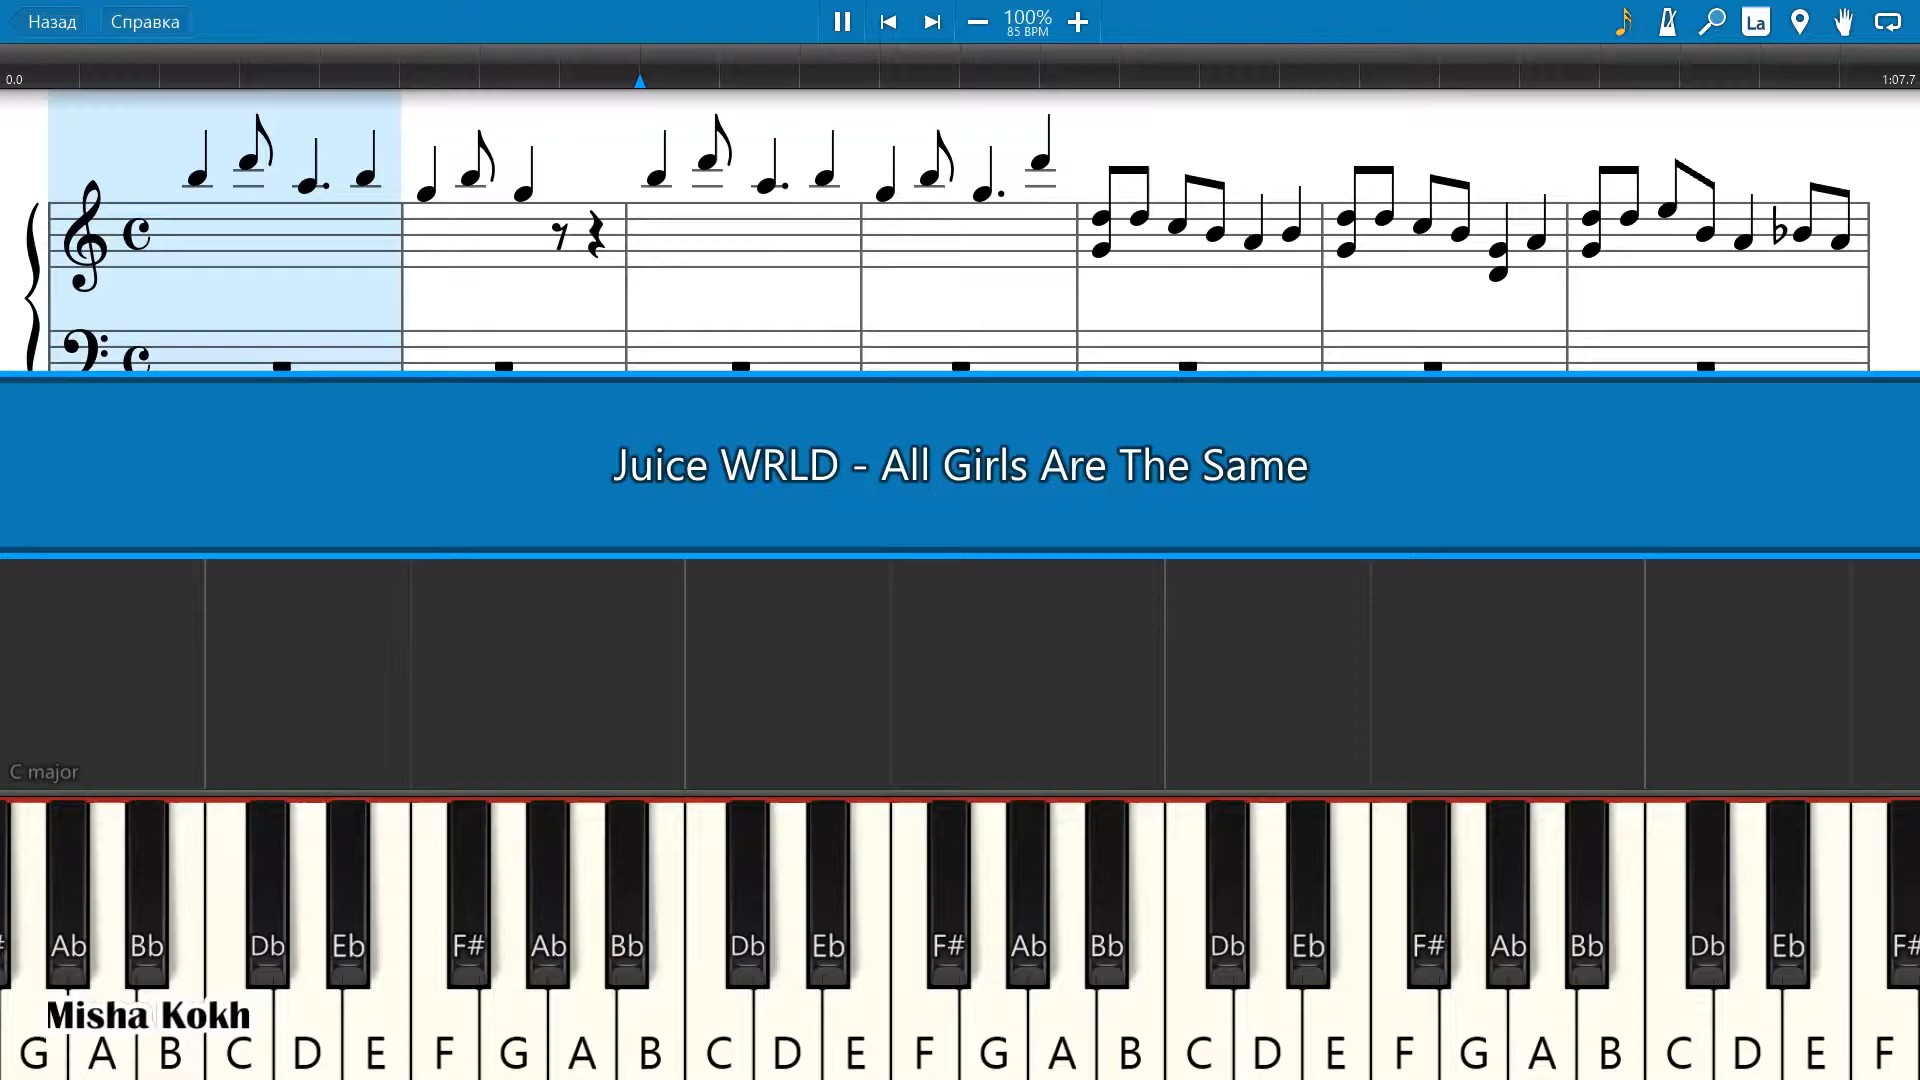 Назад Справка 100%
85 BPM
La
0.0 1:07.7
Juice WRLD - All Girls Are The Same
C major
Ab Bb Db Eb F# Ab Bb Db Eb F# Ab Bb Db Eb F# Ab Bb Db Eb F#
Misha Kokh
G A B C D E F G A B C D E F G A B C D E F G A B C D E F